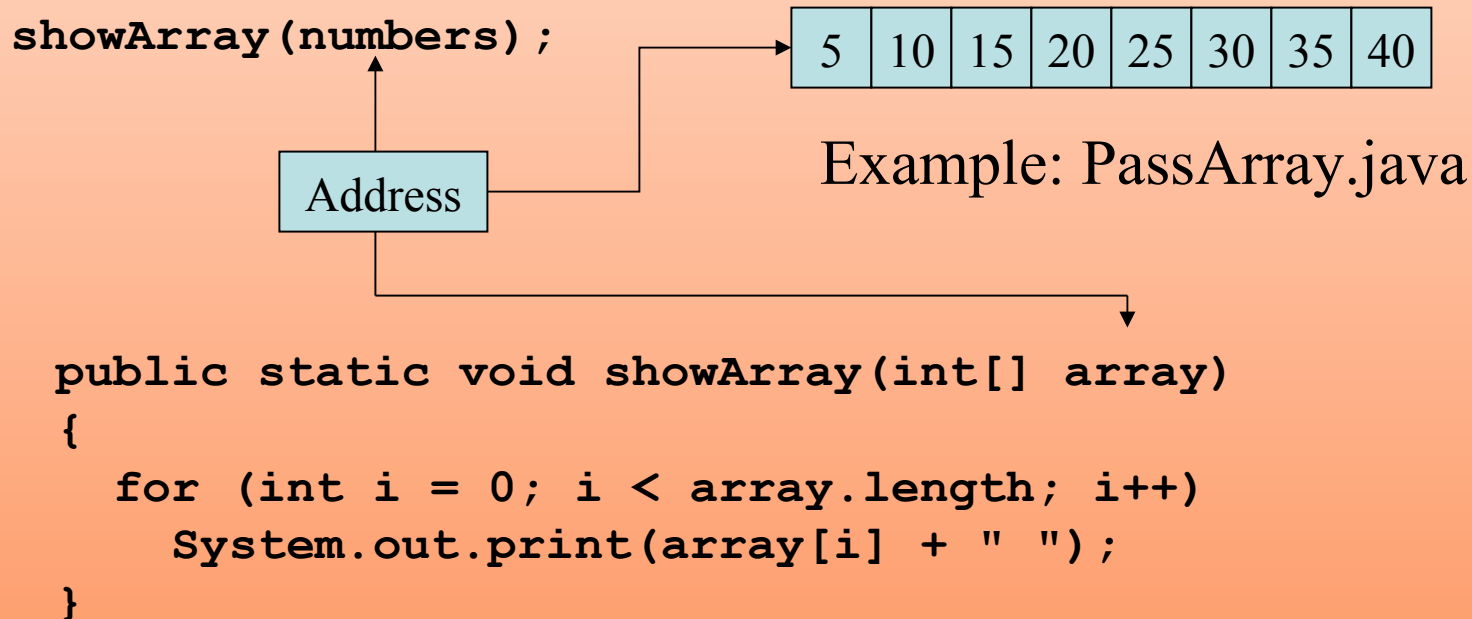 showArray(numbers);
5 10 15 20 25 30 35 40
Example: PassArray.java
Address
public static void showArray(int[] array)
{
for (int i = 0; i < array.length; i++)
System.out.print(array[i] + " ");
}